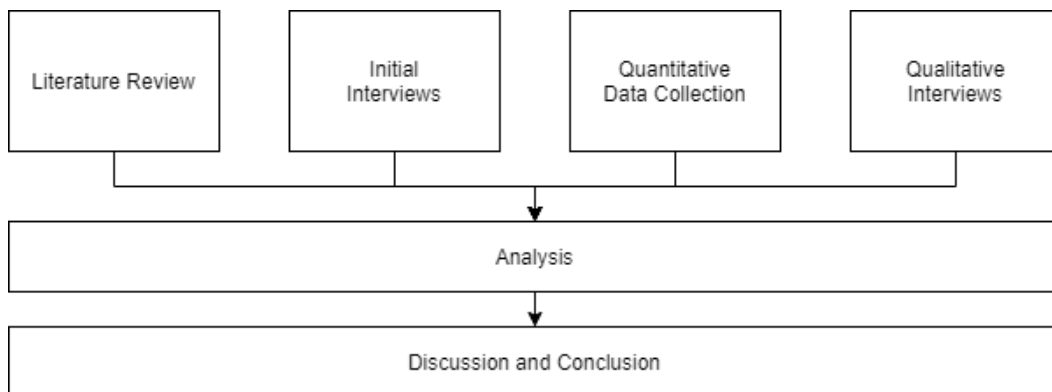 Literature Review
Initial
Interviews
Quantitative
Data Collection
Qualitative
Interviews
Analysis
Discussion and Conclusion